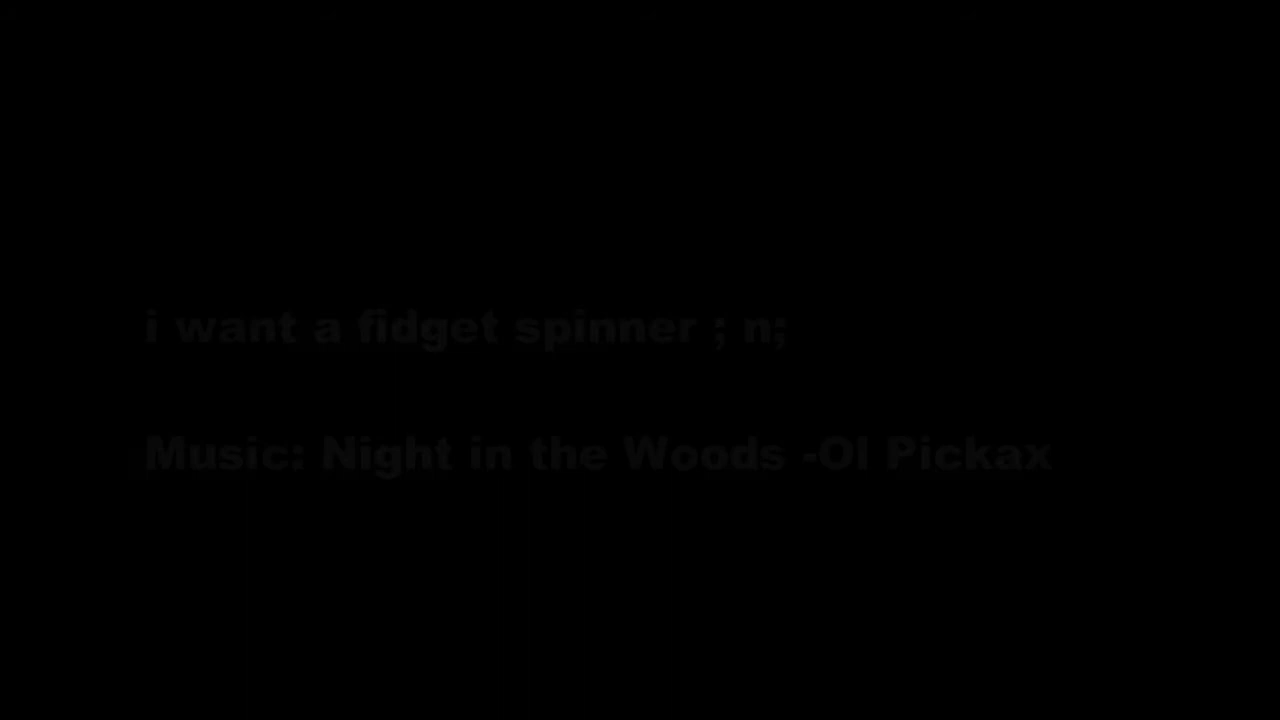 i want a fidget spinner ; n;
Music: Night in the Woods -Ol Pickax